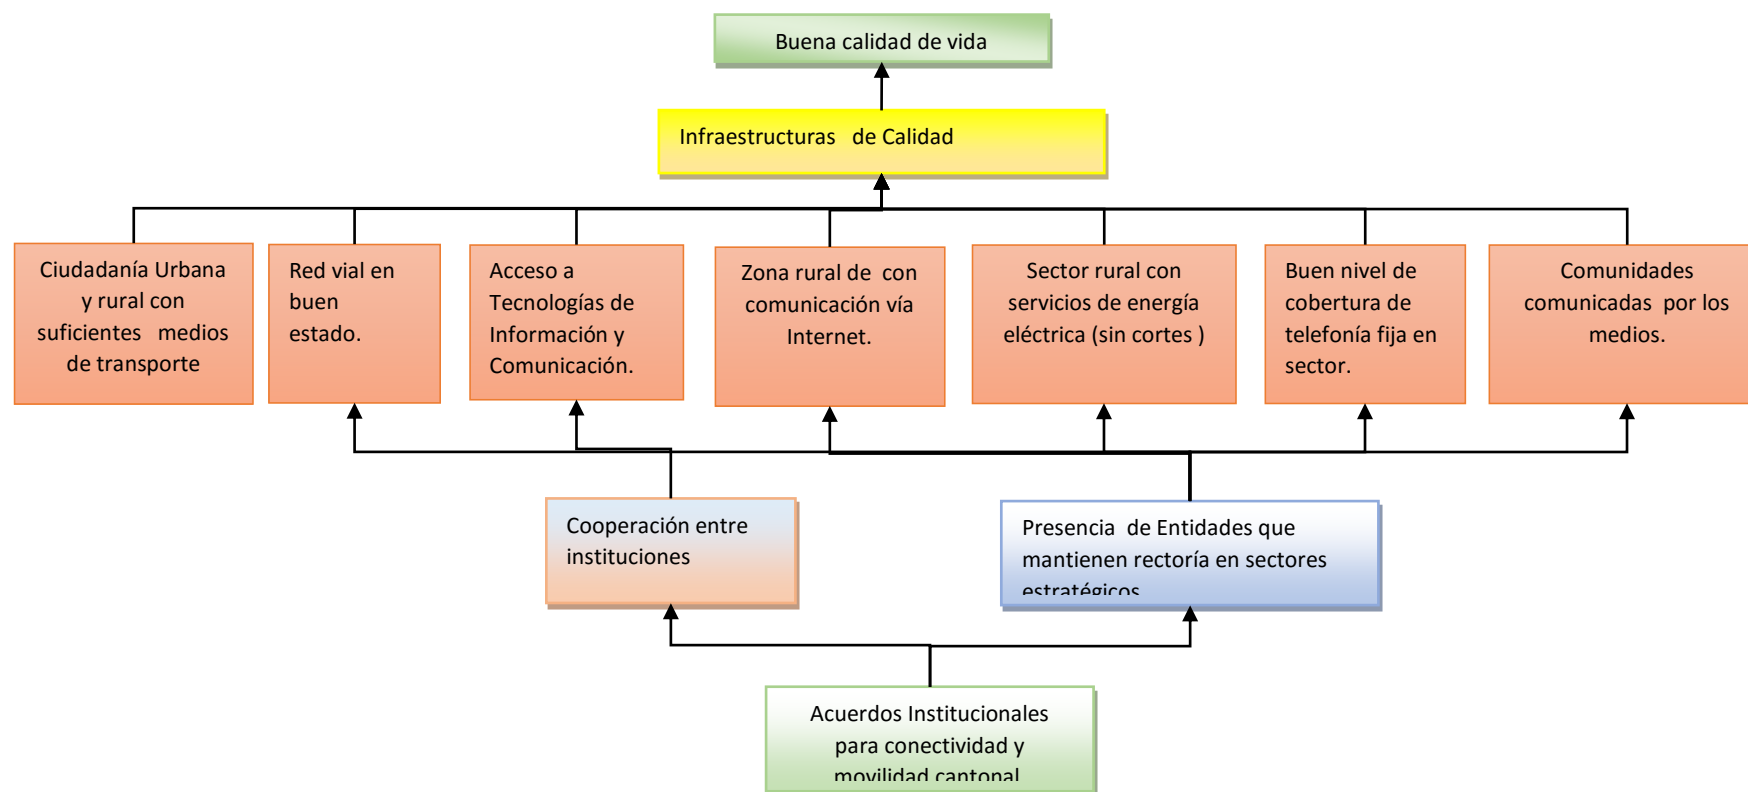 Buena calidad de vida
Infraestructuras de Calidad
Ciudadanía Urbana
y rural con
suficientes medios
de transporte
Red vial en
buen
estado.
Acceso a
Tecnologías de
Información y
Comunicación.
Zona rural de con
comunicación vía
Internet.
Sector rural con
servicios de energía
eléctrica (sin cortes )
Buen nivel de
cobertura de
telefonía fija en
sector.
Comunidades
comunicadas por los
medios.
Cooperación entre
instituciones
Presencia de Entidades que
mantienen rectoría en sectores
estratégicos
Acuerdos Institucionales
para conectividad y
movilidad cantonal